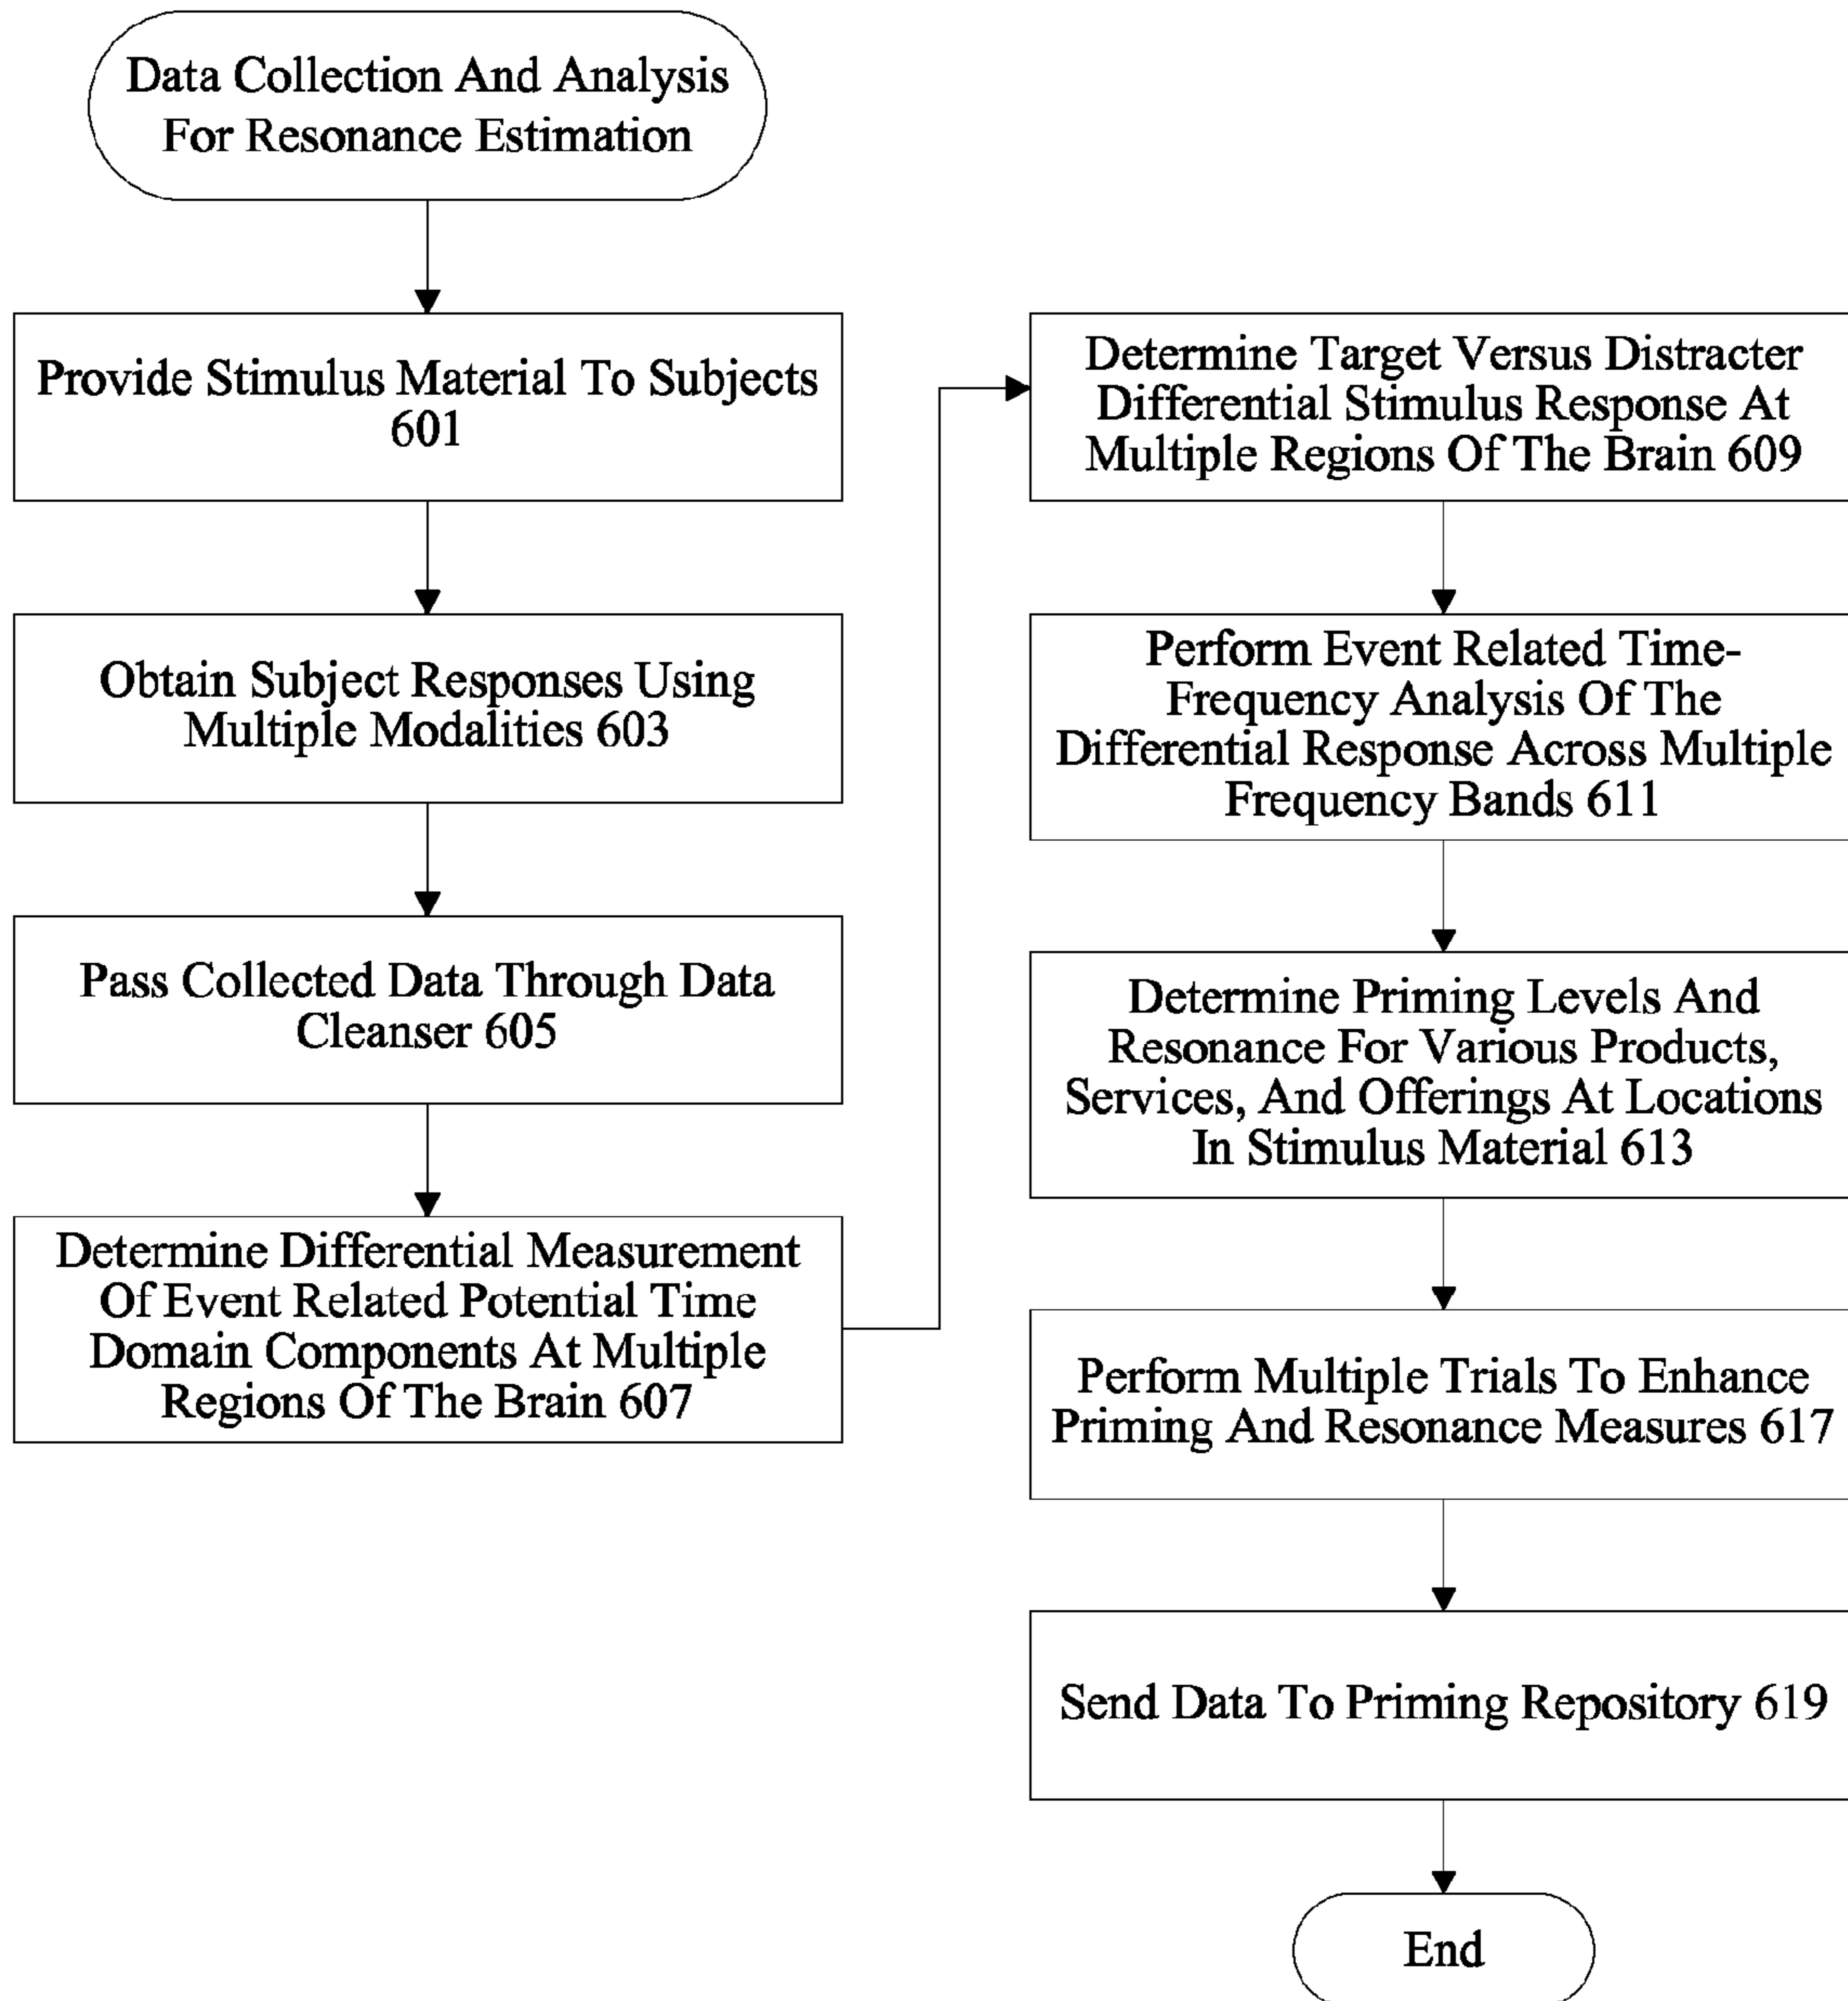 Data Collection And Analysis
For Resonance Estimation
Provide Stimulus Material To Subjects
601
Obtain Subject Responses Using
Multiple Modalities 603
Pass Collected Data Through Data
Cleanser 605
Determine Differential Measurement
Of Event Related Potential Time
Domain Components At Multiple
Regions Of The Brain 607
Determine Target Versus Distracter
Differential Stimulus Response At
Multiple Regions Of The Brain 609
Perform Event Related Time-
Frequency Analysis Of The
Differential Response Across Multiple
Frequency Bands 611
Determine Priming Levels And
Resonance For Various Products,
Services, And Offerings At Locations
In Stimulus Material 613
Perform Multiple Trials To Enhance
Priming And Resonance Measures 617
Send Data To Priming Repository 619
End